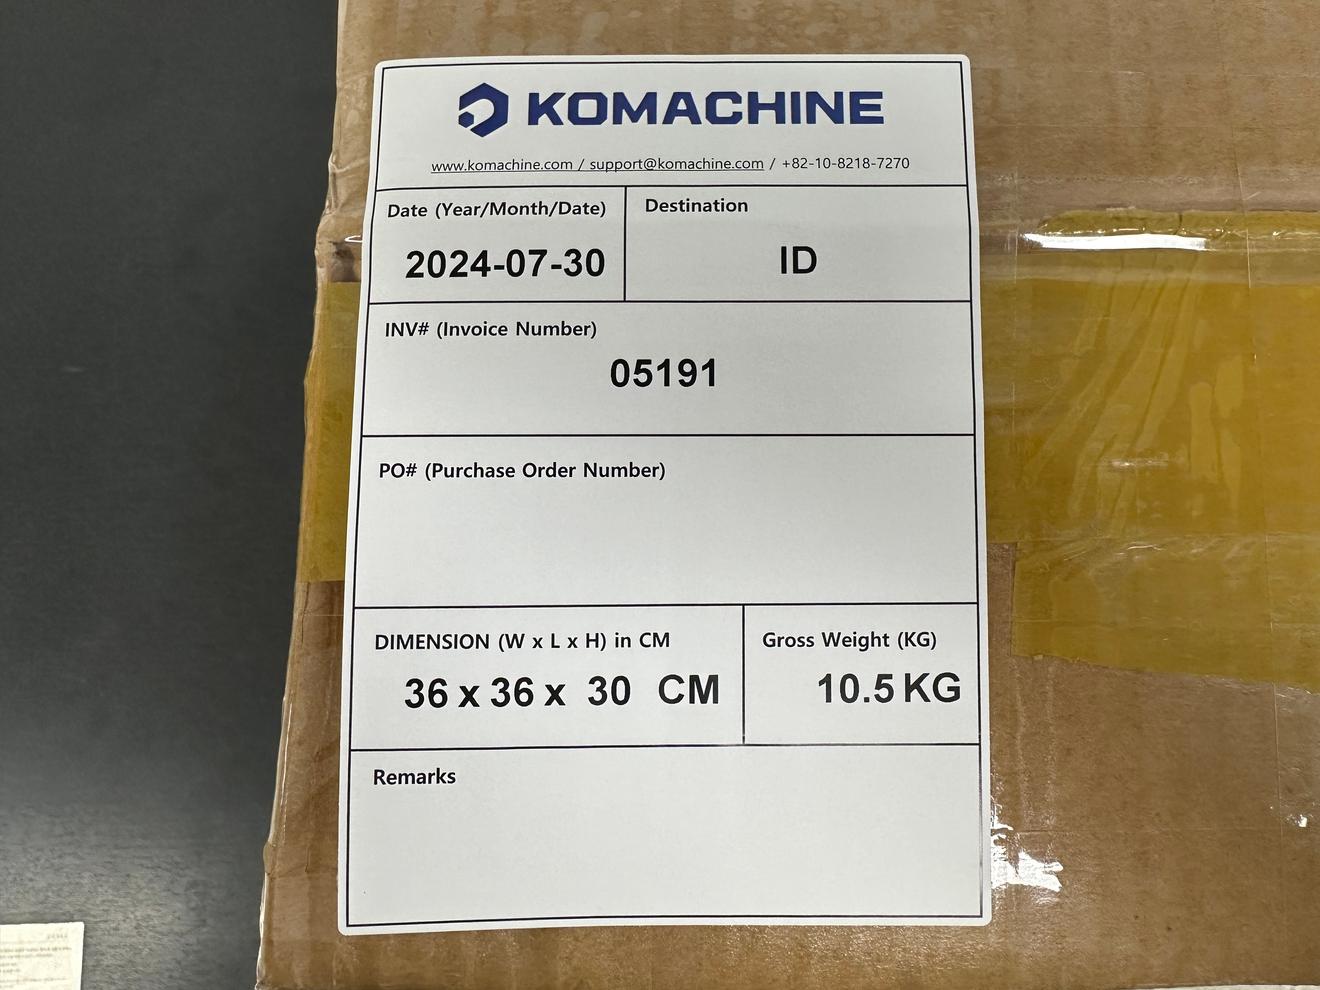 KOMACHINE
www.komachine.com / support@komachine.com / +82-10-8218-7270
Date (Year/Month/Date)
2024-07-30
Destination
ID
INV# (Invoice Number)
05191
PO# (Purchase Order Number)
DIMENSION (W x L x H) in CM
36 x 36 x 30 CM
Gross Weight (KG)
10.5 KG
Remarks